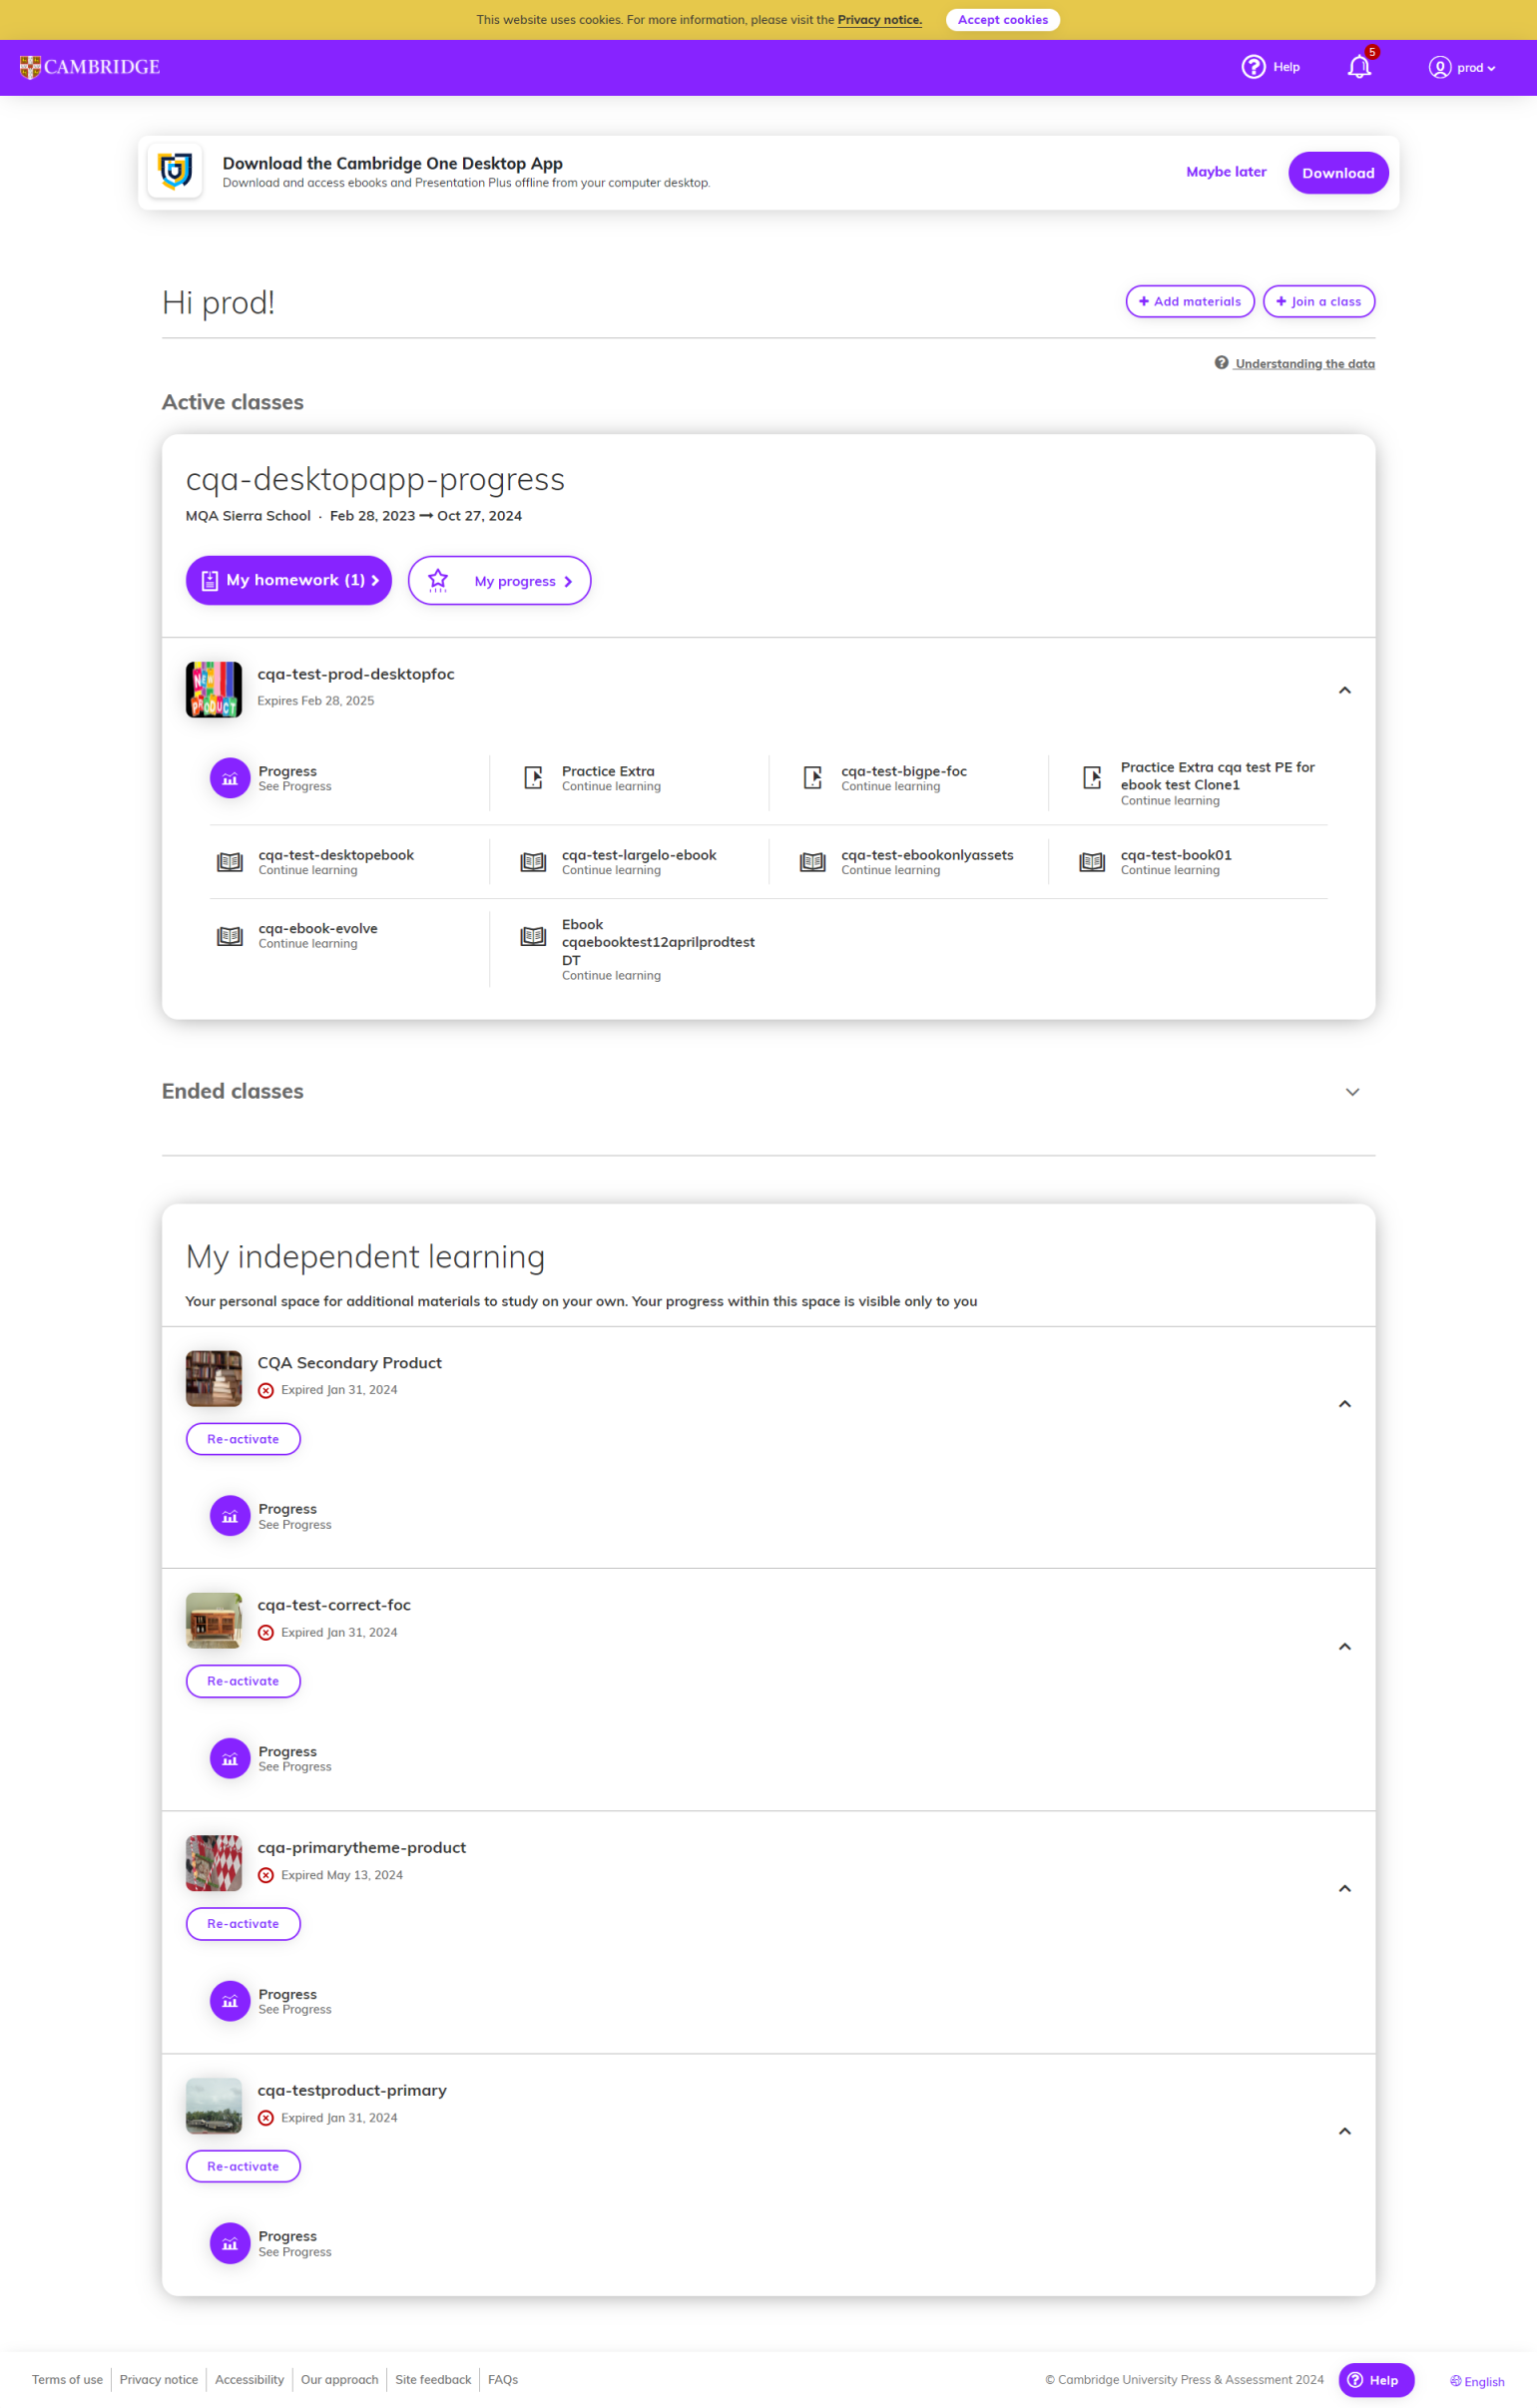 This website uses cookies. For more information, please visit the Privacy notice. Accept cookies
CAMBRIDGE
Help
5
prod
Download the Cambridge One Desktop App
Download and access ebooks and Presentation Plus offline from your computer desktop.
Maybe later
Download
Hi prod!
+ Add materials
+ Join a class
Understanding the data
Active classes
cqa-desktopapp-progress
MQA Sierra School · Feb 28, 2023 → Oct 27, 2024
My homework (1)
My progress
NEW PRODUCT
cqa-test-prod-desktopfoc
Expires Feb 28, 2025
Progress
See Progress
Practice Extra
Continue learning
cqa-test-bigpe-foc
Continue learning
Practice Extra cqa test PE for
ebook test Clone1
Continue learning
cqa-test-desktopebook
Continue learning
cqa-test-largelo-ebook
Continue learning
cqa-test-ebookonlyassets
Continue learning
cqa-test-book01
Continue learning
cqa-ebook-evolve
Continue learning
Ebook
cqaebooktest12aprilprodtest
DT
Continue learning
Ended classes
My independent learning
Your personal space for additional materials to study on your own. Your progress within this space is visible only to you
CQA Secondary Product
Expired Jan 31, 2024
Re-activate
Progress
See Progress
cqa-test-correct-foc
Expired Jan 31, 2024
Re-activate
Progress
See Progress
cqa-primarytheme-product
Expired May 13, 2024
Re-activate
Progress
See Progress
cqa-testproduct-primary
Expired Jan 31, 2024
Re-activate
Progress
See Progress
Terms of use
Privacy notice
Accessibility
Our approach
Site feedback
FAQs
© Cambridge University Press & Assessment 2024
Help
English